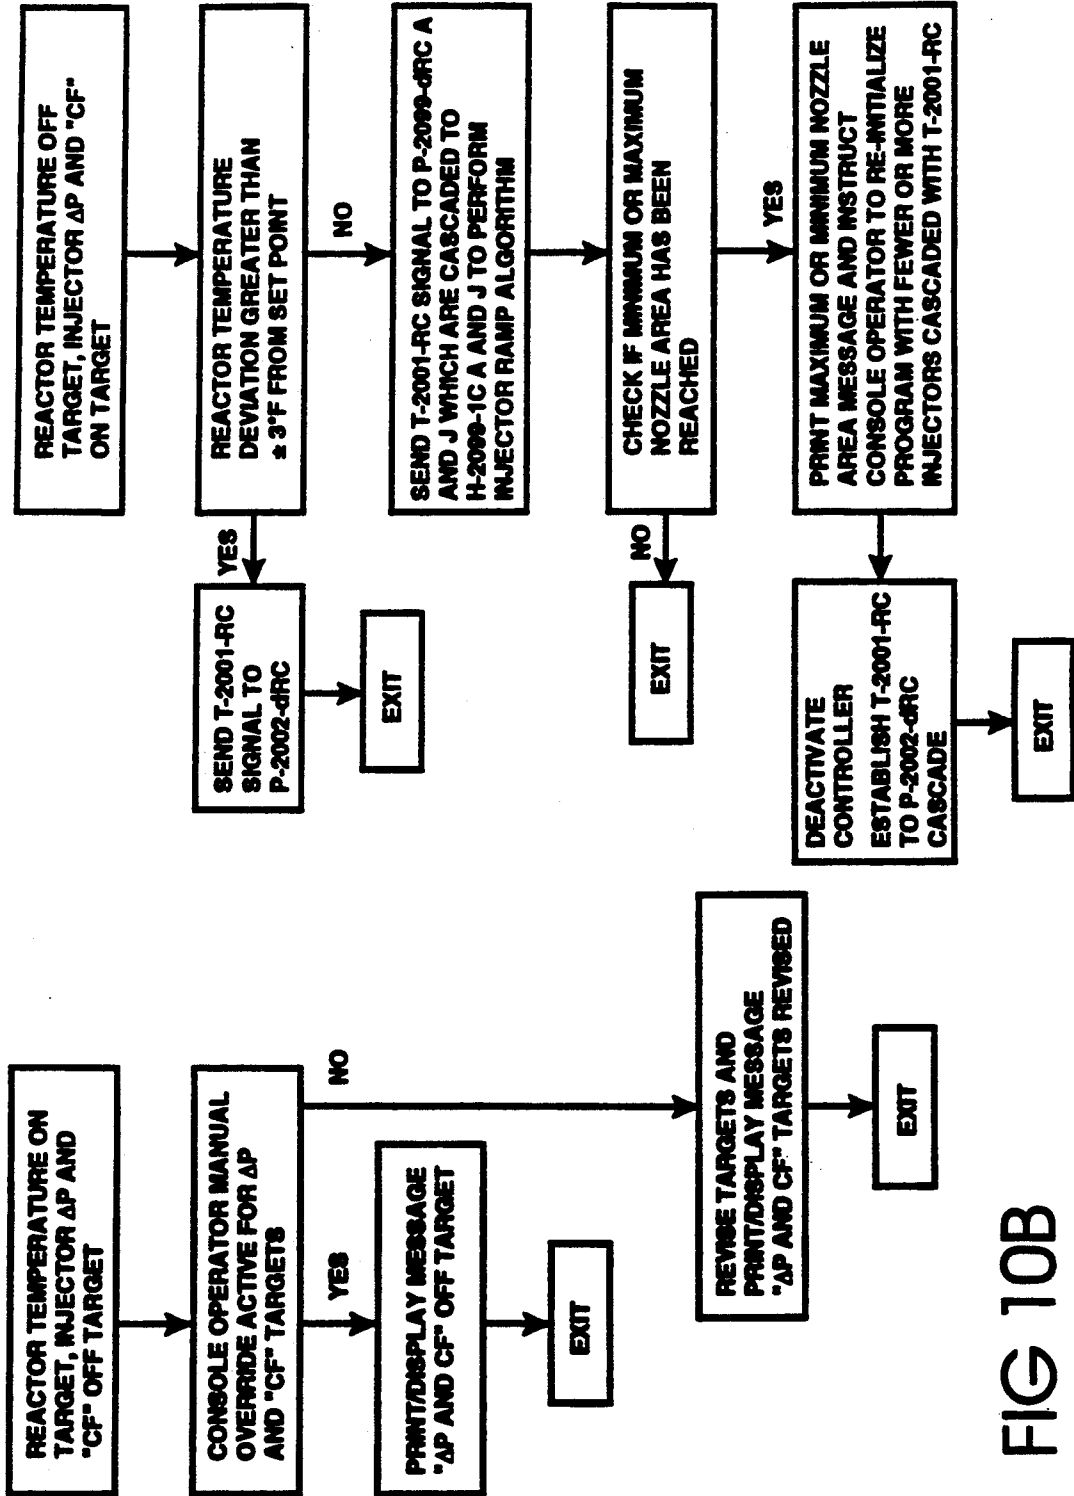 REACTOR TEMPERATURE ON
TARGET, INJECTOR ΔP AND
"CF" OFF TARGET
CONSOLE OPERATOR MANUAL
OVERRIDE ACTIVE FOR ΔP
AND "CF" TARGETS
YES
NO
PRINT/DISPLAY MESSAGE
"ΔP AND CF" OFF TARGET
EXIT
REVISE TARGETS AND
PRINT/DISPLAY MESSAGE
"ΔP AND CF" TARGETS REVISED
EXIT
REACTOR TEMPERATURE OFF
TARGET, INJECTOR ΔP AND "CF"
ON TARGET
REACTOR TEMPERATURE
DEVIATION GREATER THAN
± 3°F FROM SET POINT
YES
NO
SEND T-2001-RC
SIGNAL TO
P-2002-dRC
EXIT
SEND T-2001-RC SIGNAL TO P-2099-dRC A
AND J WHICH ARE CASCADED TO
H-2099-1C A AND J TO PERFORM
INJECTOR RAMP ALGORITHM
CHECK IF MINIMUM OR MAXIMUM
NOZZLE AREA HAS BEEN
REACHED
NO
YES
EXIT
PRINT MAXIMUM OR MINIMUM NOZZLE
AREA MESSAGE AND INSTRUCT
CONSOLE OPERATOR TO RE-INITIALIZE
PROGRAM WITH FEWER OR MORE
INJECTORS CASCADED WITH T-2001-RC
DEACTIVATE
CONTROLLER
ESTABLISH T-2001-RC
TO P-2002-dRC
CASCADE
EXIT
FIG 10B